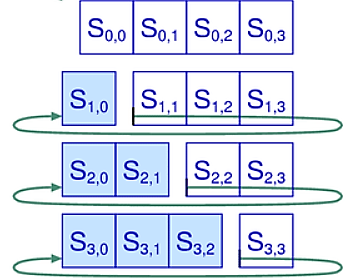 S0,0 S0,1 S0,2 S0,3
S1,0 S1,1 S1,2 S1,3
S2,0 S2,1 S2,2 S2,3
S3,0 S3,1 S3,2 S3,3